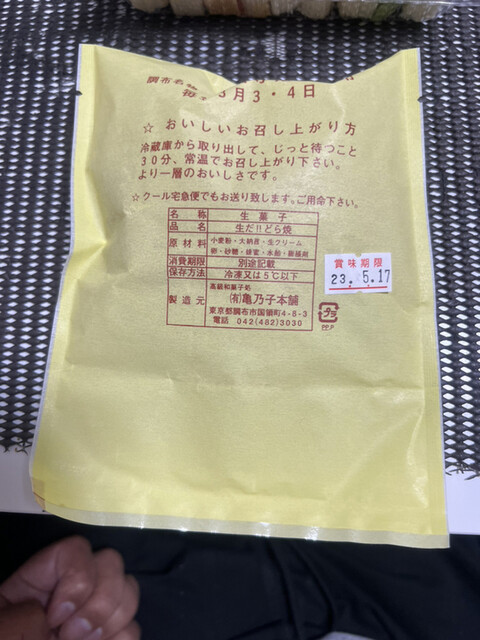 調布名物
3月3・4日
☆ おいしいお召し上がり方
冷蔵庫から取り出して、じっと待つこと
30分、常温でお召し上がり下さい。
より一層のおいしさです。
☆クール宅急便でもお送り致します。ご用命下さい。
名 称 生 菓 子
品 名 生だ!!どら焼
原 材 料 小麦粉・大納言・生クリーム
卵・砂糖・蜂蜜・水飴・膨脹剤
消費期限 別途記載
保存方法 冷凍又は5℃以下
製 造 元 高級和菓子処
㈲亀乃子本舗
東京都調布市国領町4-8-3
電話 042(482)3030
賞味期限
23. 5.17
プラ
PP.P